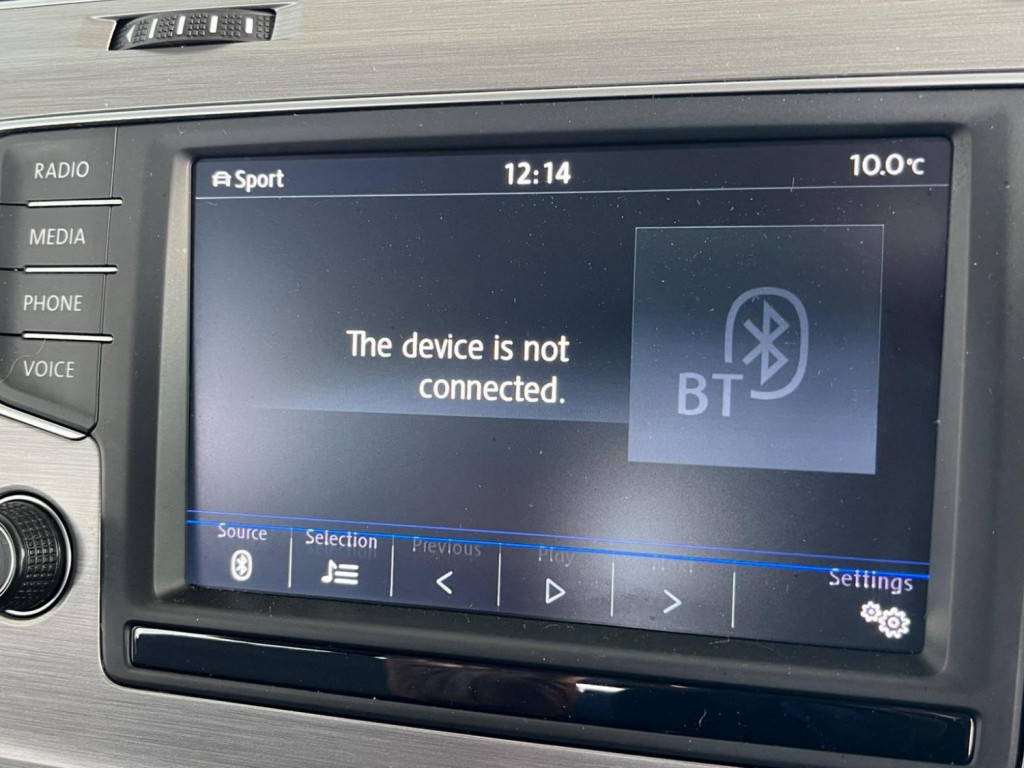 RADIO
MEDIA
PHONE
VOICE
Sport
12:14
10.0°C
The device is not
connected.
BT
Source
Selection
Previous
Play
Settings